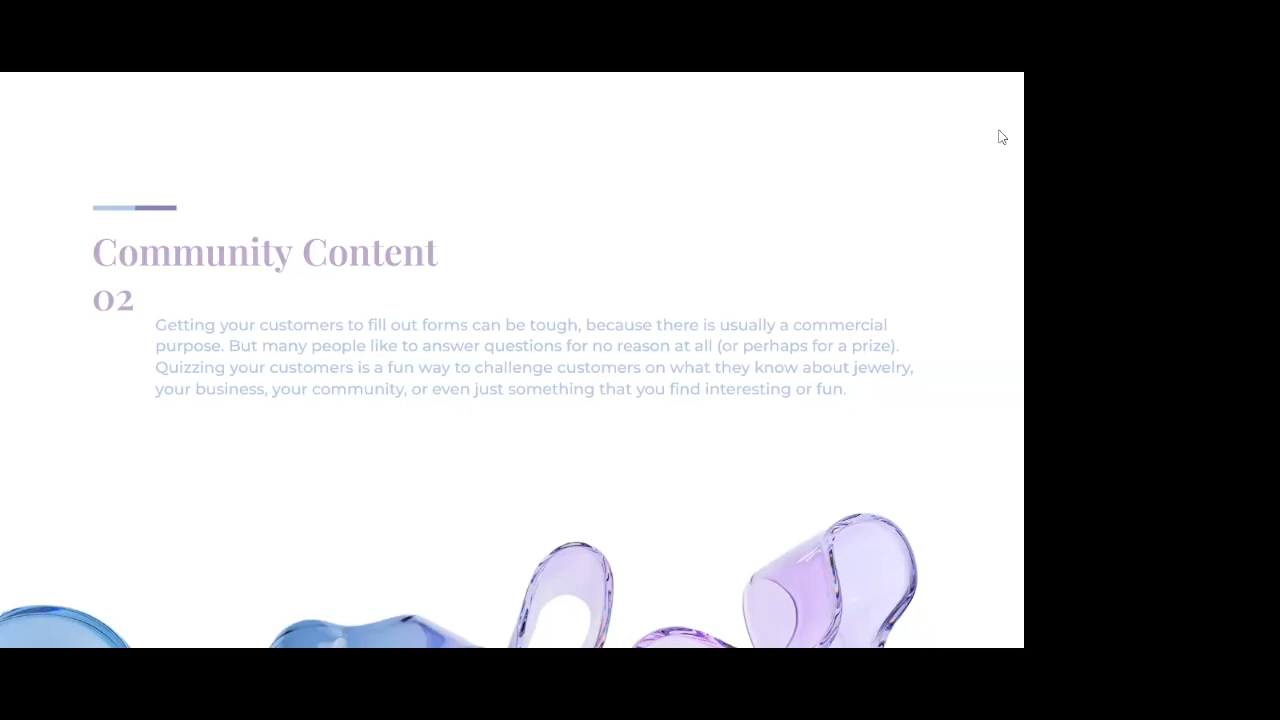 Community Content
02
Getting your customers to fill out forms can be tough, because there is usually a commercial
purpose. But many people like to answer questions for no reason at all (or perhaps for a prize).
Quizzing your customers is a fun way to challenge customers on what they know about jewelry,
your business, your community, or even just something that you find interesting or fun.